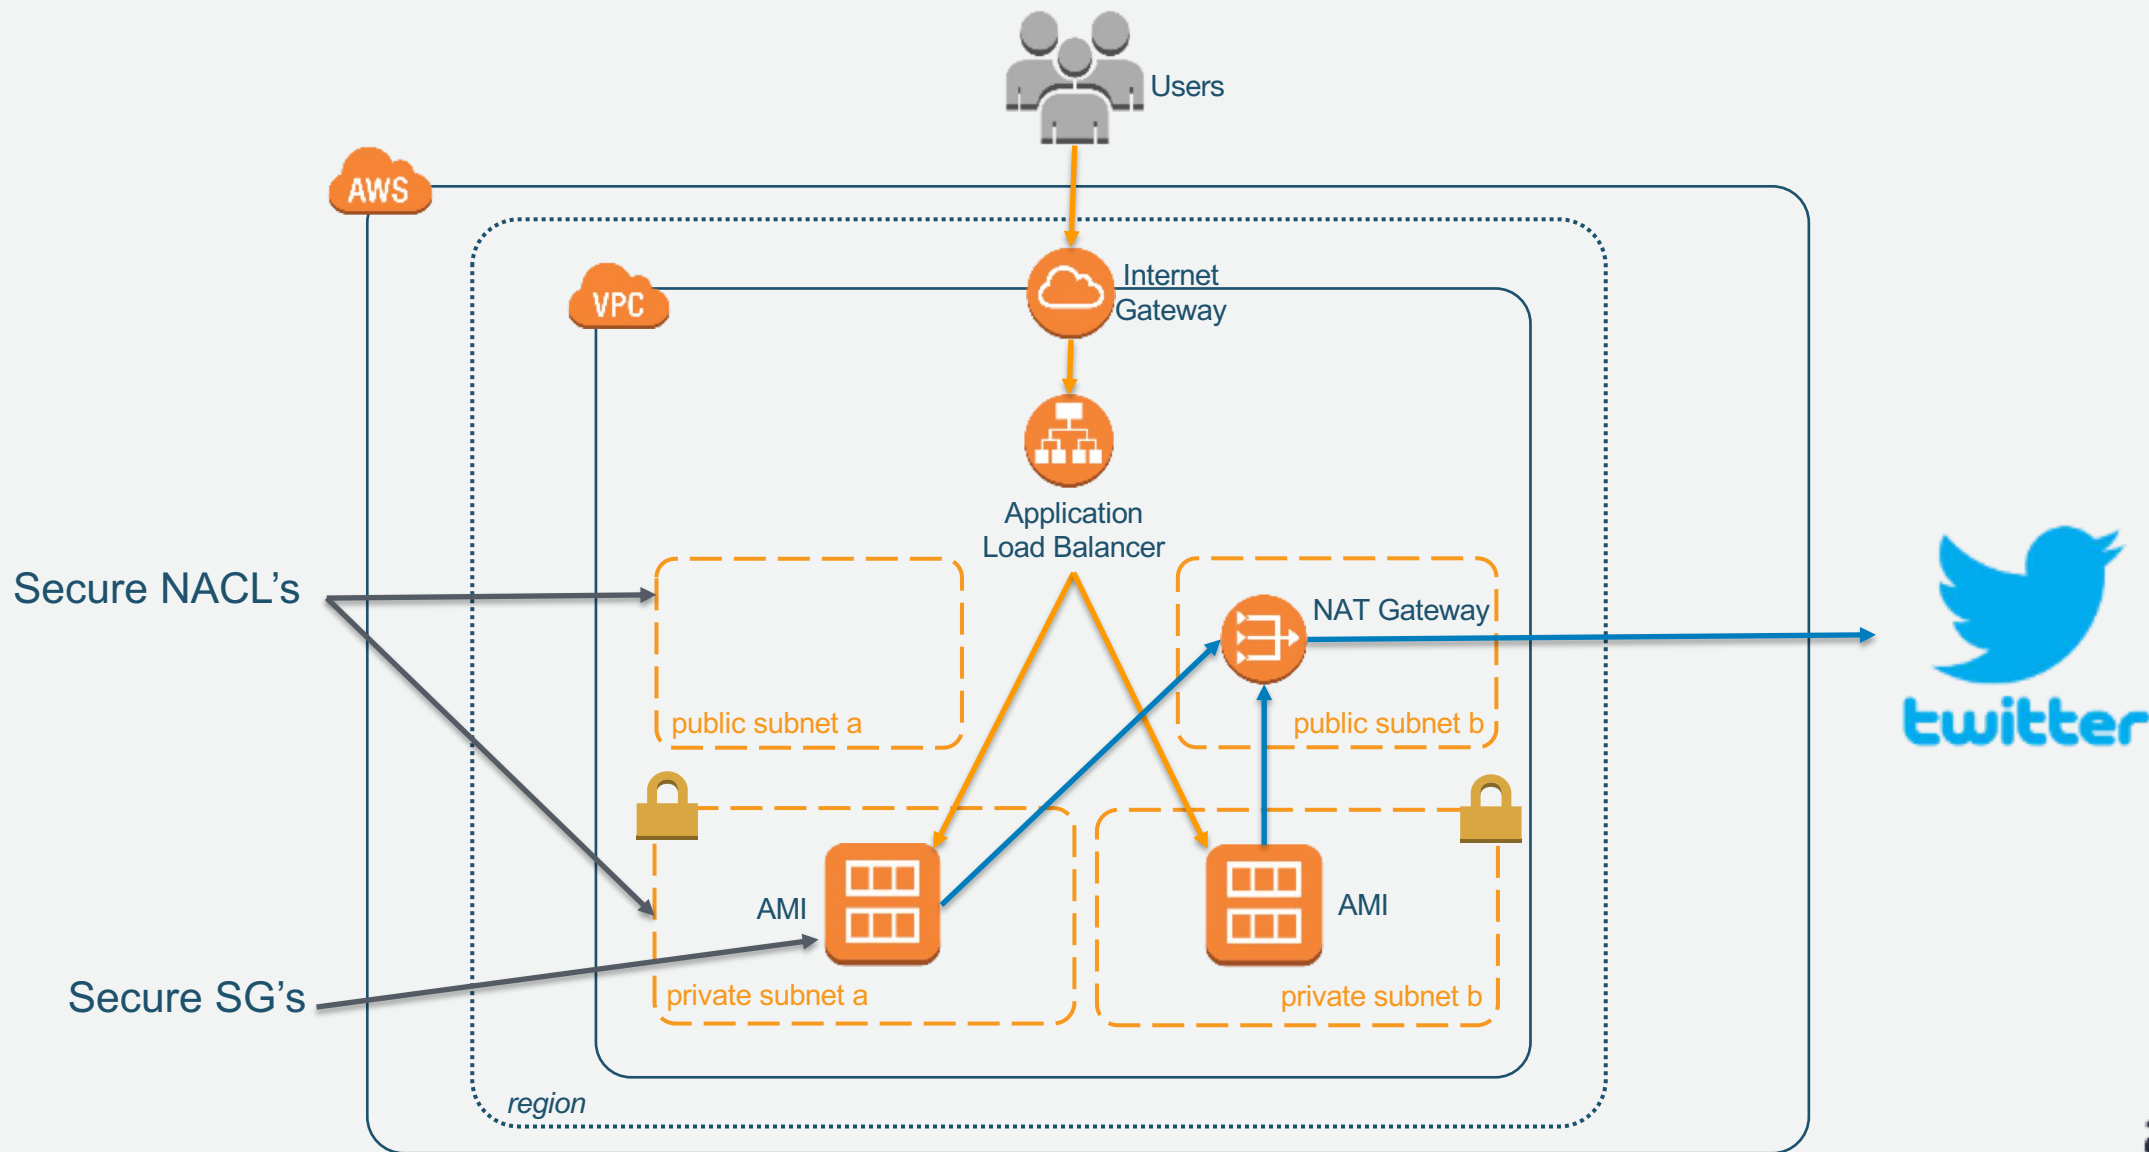 Users
AWS
Internet
Gateway
VPC
Application
Load Balancer
Secure NACL's
NAT Gateway
public subnet a
public subnet b
twitter
AMI
AMI
private subnet a
private subnet b
Secure SG's
region